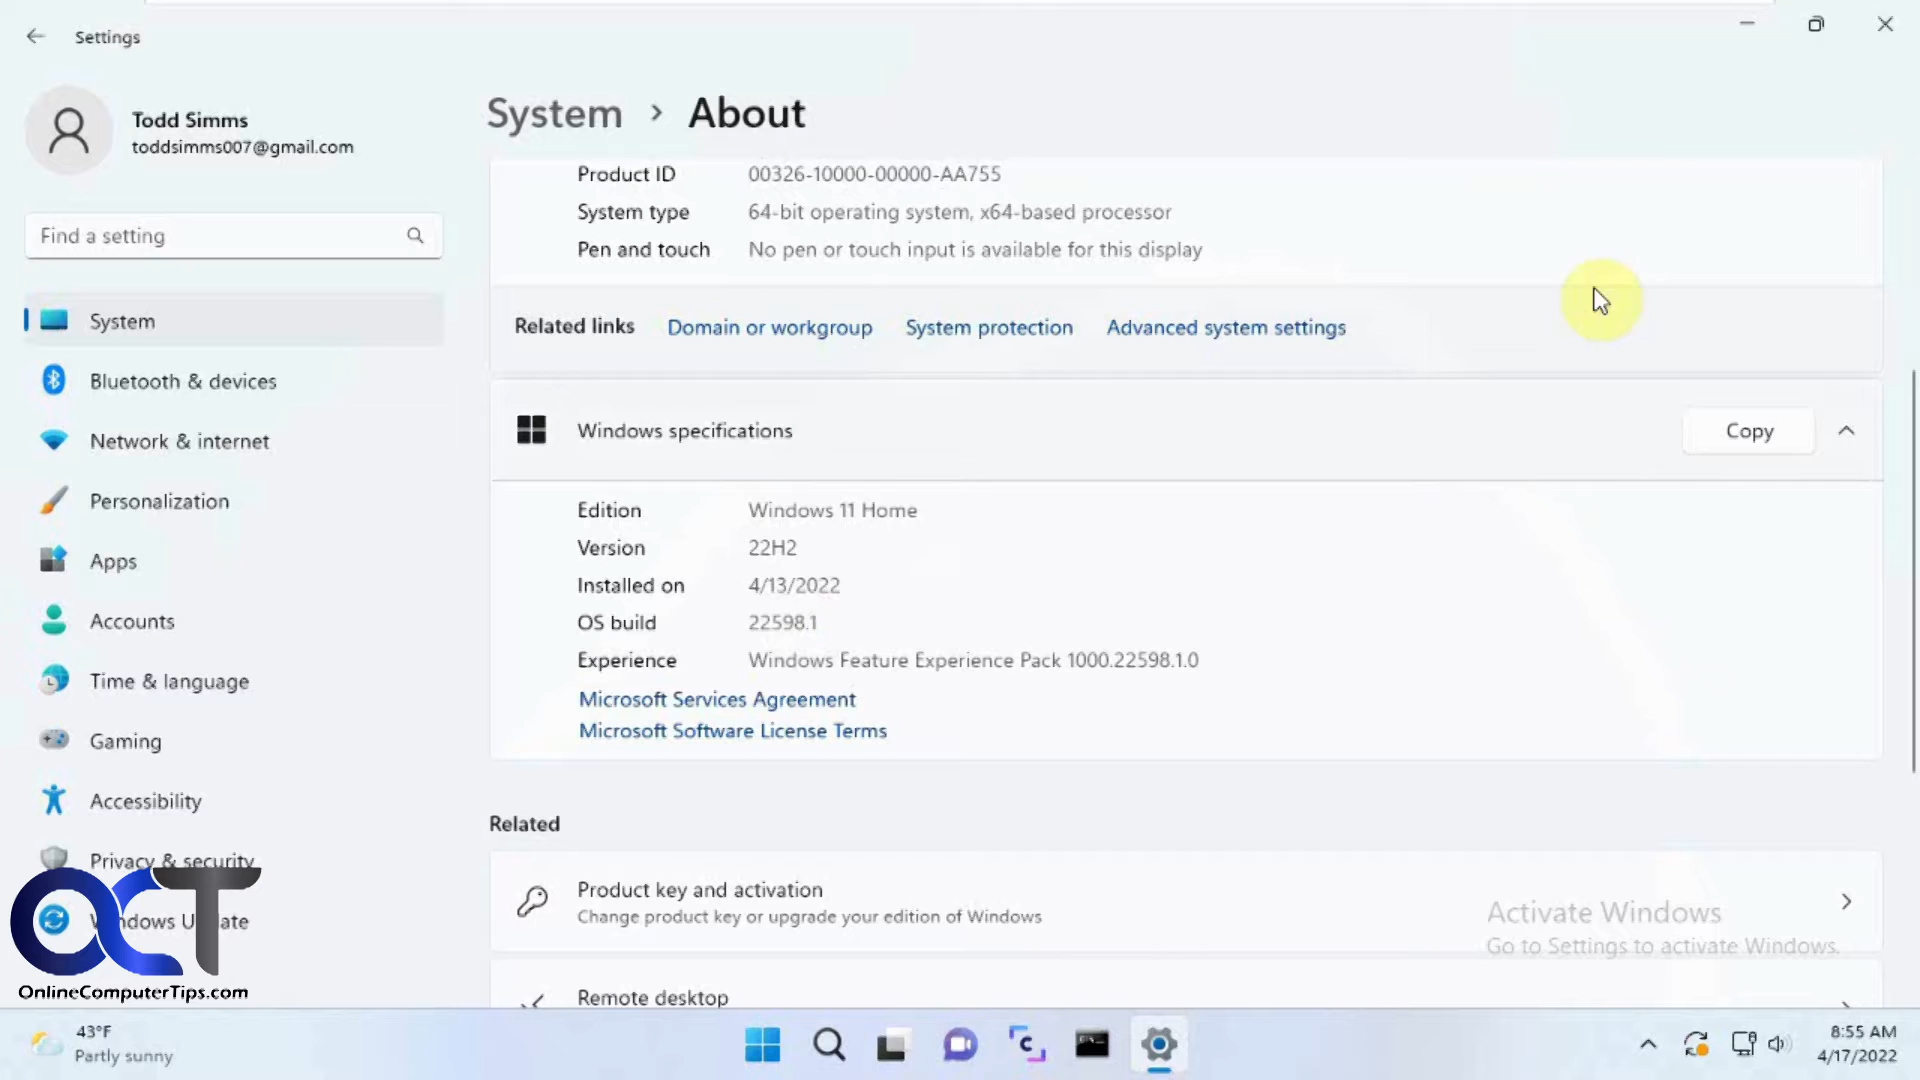 Settings
Todd Simms
toddsimms007@gmail.com
Find a setting
System
Bluetooth & devices
Network & internet
Personalization
Apps
Accounts
Time & language
Gaming
Accessibility
Privacy & security
Windows Update
OCT
OnlineComputerTips.com
System > About
Product ID 00326-10000-00000-AA755
System type 64-bit operating system, x64-based processor
Pen and touch No pen or touch input is available for this display
Related links Domain or workgroup System protection Advanced system settings
Windows specifications Copy
Edition Windows 11 Home
Version 22H2
Installed on 4/13/2022
OS build 22598.1
Experience Windows Feature Experience Pack 1000.22598.1.0
Microsoft Services Agreement
Microsoft Software License Terms
Related
Product key and activation
Change product key or upgrade your edition of Windows
Activate Windows
Go to Settings to activate Windows.
Remote desktop
43°F
Partly sunny
8:55 AM
4/17/2022